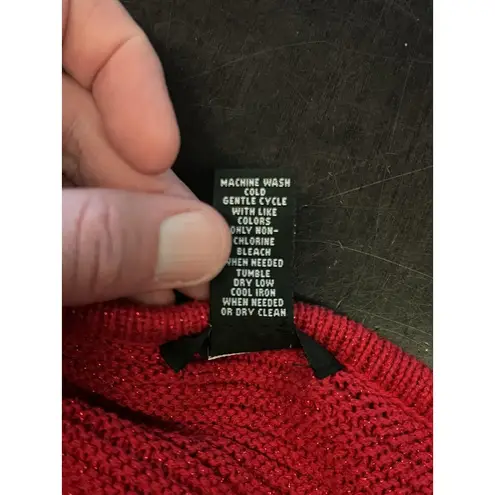 MACHINE WASH
COLD
GENTLE CYCLE
WITH LIKE
COLORS
ONLY NON-
CHLORINE
BLEACH
WHEN NEEDED
TUMBLE
DRY LOW
COOL IRON
WHEN NEEDED
OR DRY CLEAN